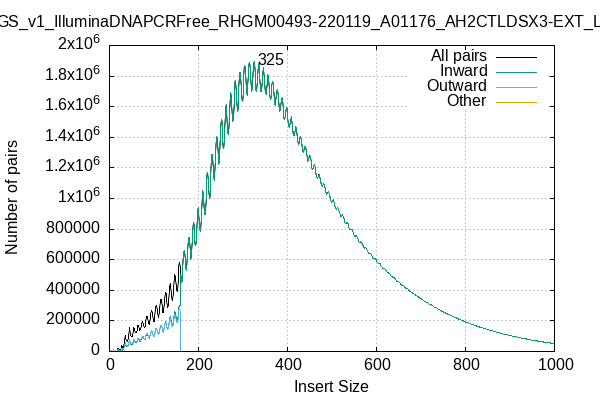 GS_v1_IlluminaDNAPCRFree_RHGM00493-220119_A01176_AH2CTLDSX3-EXT_L
325
All pairs
Inward
Outward
Other
Number of pairs
2x10^6
1.8x10^6
1.6x10^6
1.4x10^6
1.2x10^6
1x10^6
800000
600000
400000
200000
0
0 200 400 600 800 1000
Insert Size